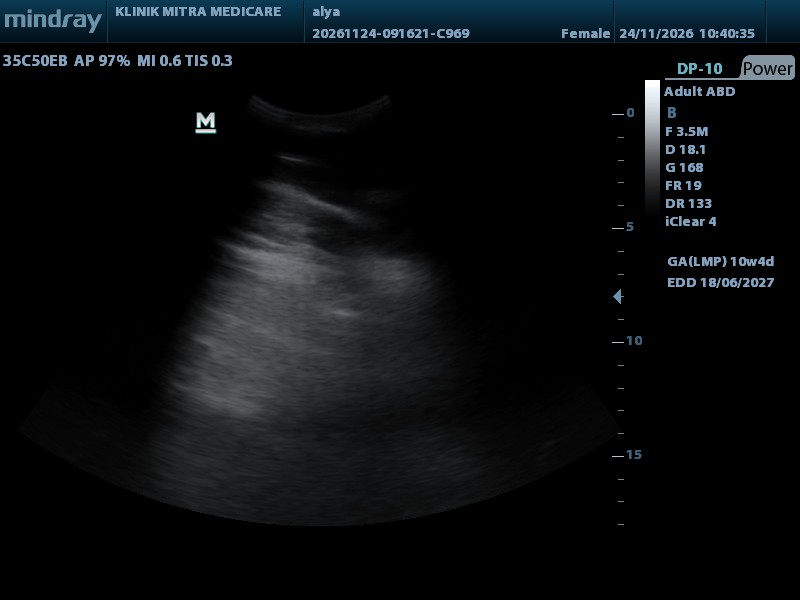 mindray
KLINIK MITRA MEDICARE
alya
20261124-091621-C969
Female
24/11/2026 10:40:35
35C50EB AP 97% MI 0.6 TIS 0.3
DP-10
Power
M
Adult ABD
B
F 3.5M
D 18.1
G 168
FR 19
DR 133
iClear 4
GA(LMP) 10w4d
EDD 18/06/2027
0
5
10
15